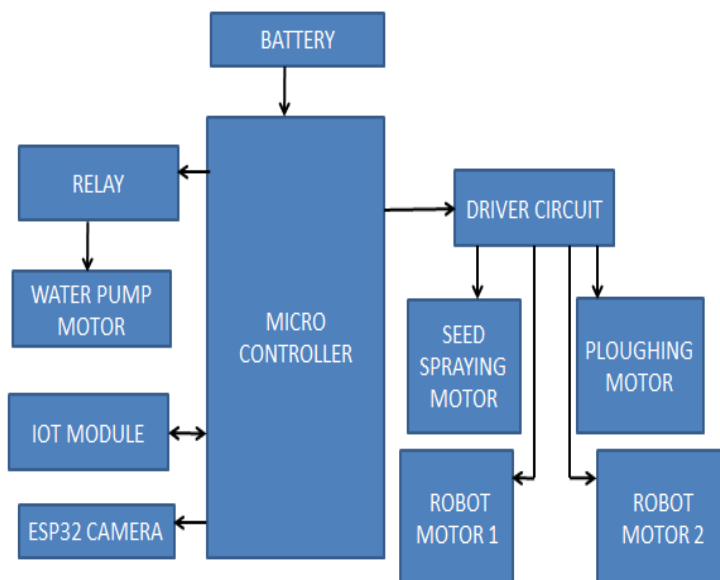 BATTERY
RELAY
DRIVER CIRCUIT
WATER PUMP
MOTOR
MICRO
CONTROLLER
SEED
SPRAYING
MOTOR
PLOUGHING
MOTOR
IOT MODULE
ESP32 CAMERA
ROBOT
MOTOR 1
ROBOT
MOTOR 2